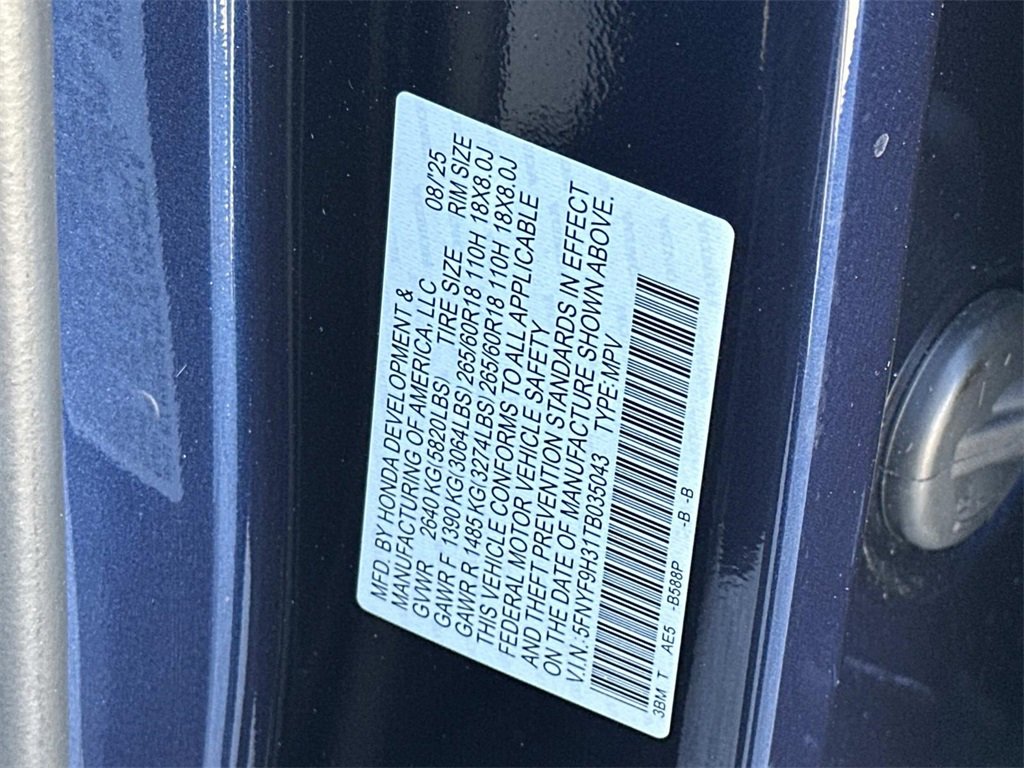 MFD. BY HONDA DEVELOPMENT &
MANUFACTURING OF AMERICA, LLC 08/'25
GVWR 2640 KG(5820LBS) TIRE SIZE RIM SIZE
GAWR F 1390 KG(3064LBS) 265/60R18 110H 18X8.0J
GAWR R 1485 KG(3274LBS) 265/60R18 110H 18X8.0J
THIS VEHICLE CONFORMS TO ALL APPLICABLE
FEDERAL MOTOR VEHICLE SAFETY
AND THEFT PREVENTION STANDARDS IN EFFECT
ON THE DATE OF MANUFACTURE SHOWN ABOVE.
V.I.N.: 5FNYF9H31TB035043 TYPE: MPV
3BM T AE5 -B588P -B -B